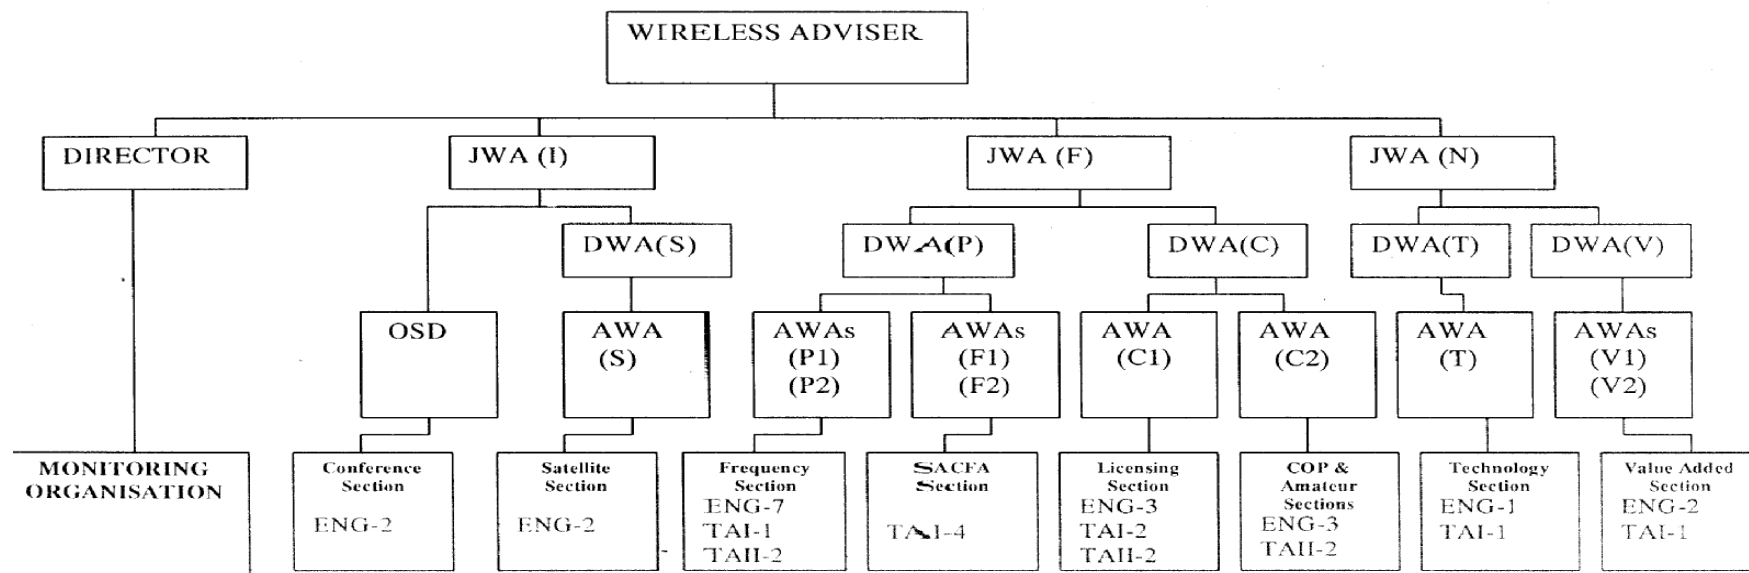 WIRELESS ADVISER
DIRECTOR
JWA (I)
JWA (F)
JWA (N)
DWA(S)
DWA(P)
DWA(C)
DWA(T)
DWA(V)
OSD
AWA
(S)
AWAs
(P1)
(P2)
AWAs
(F1)
(F2)
AWA
(C1)
AWA
(C2)
AWA
(T)
AWAs
(V1)
(V2)
MONITORING
ORGANISATION
Conference
Section
ENG-2
Satellite
Section
ENG-2
Frequency
Section
ENG-7
TAI-1
TAII-2
SACFA
Section
TAI-4
Licensing
Section
ENG-3
TAI-2
TAII-2
COP &
Amateur
Sections
ENG-3
TAII-2
Technology
Section
ENG-1
TAI-1
Value Added
Section
ENG-2
TAI-1